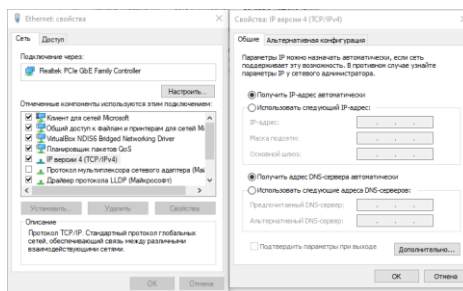 Ethernet: свойства
Сеть
Доступ
Подключение через:
Realtek PCIe GbE Family Controller
Настроить...
Отмеченные компоненты используются этим подключением:
Клиент для сетей Microsoft
Общий доступ к файлам и принтерам для сетей Mi
VirtualBox NDIS6 Bridged Networking Driver
Планировщик пакетов QoS
IP версии 4 (TCP/IPv4)
Протокол мультиплексора сетевого адаптера (Май
Драйвер протокола LLDP (Майкрософт)
Установить...
Удалить
Свойства
Описание
Протокол TCP/IP. Стандартный протокол глобальных
сетей, обеспечивающий связь между различными
взаимодействующими сетями.
ОК
Отмена
Свойства: IP версии 4 (TCP/IPv4)
Общие
Альтернативная конфигурация
Параметры IP можно назначать автоматически, если сеть
поддерживает эту возможность. В противном случае узнайте
параметры IP у сетевого администратора.
Получить IP-адрес автоматически
Использовать следующий IP-адрес:
IP-адрес:
Маска подсети:
Основной шлюз:
Получить адрес DNS-сервера автоматически
Использовать следующие адреса DNS-серверов:
Предпочитаемый DNS-сервер:
Альтернативный DNS-сервер:
Подтвердить параметры при выходе
Дополнительно...
ОК
Отмена